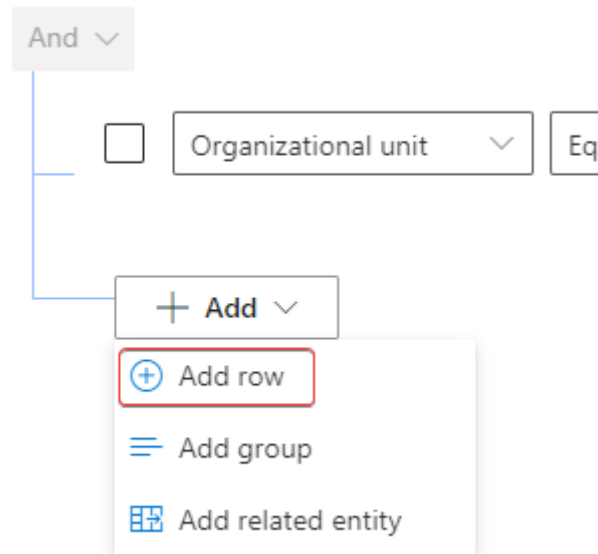 And
Organizational unit Eq
Add
Add row
Add group
Add related entity